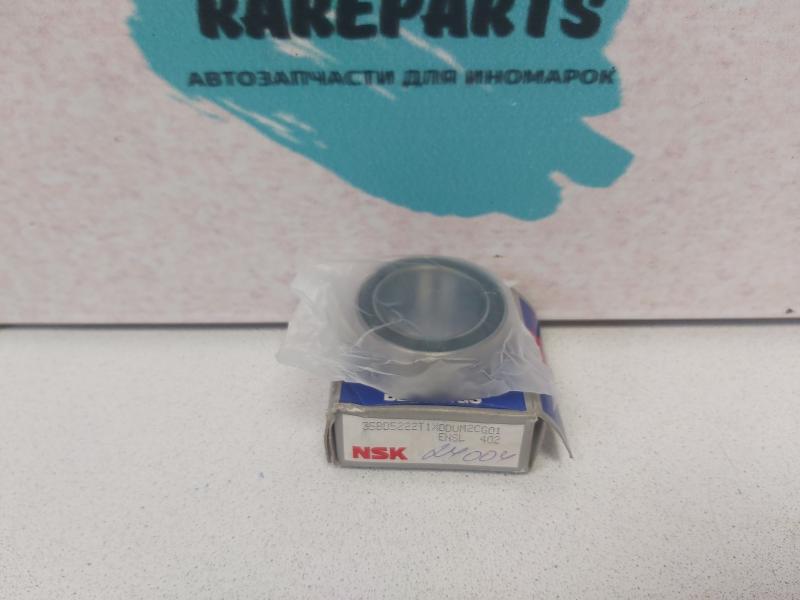 RAREPARTS
АВТОЗАПЧАСТИ ДЛЯ ИНОМАРОК
35BD5222T1XDDUM2CG01
ENSL 402
NSK